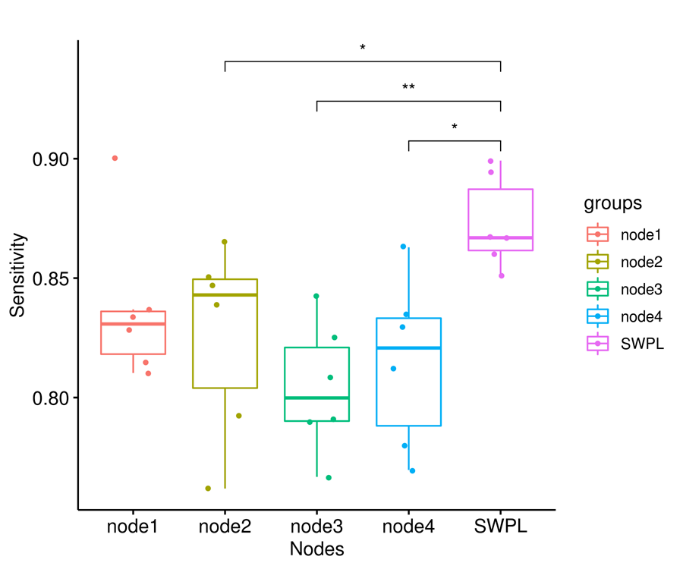 *
**
*
0.90
0.85
0.80
Sensitivity
node1 node2 node3 node4 SWPL
Nodes
groups
node1
node2
node3
node4
SWPL